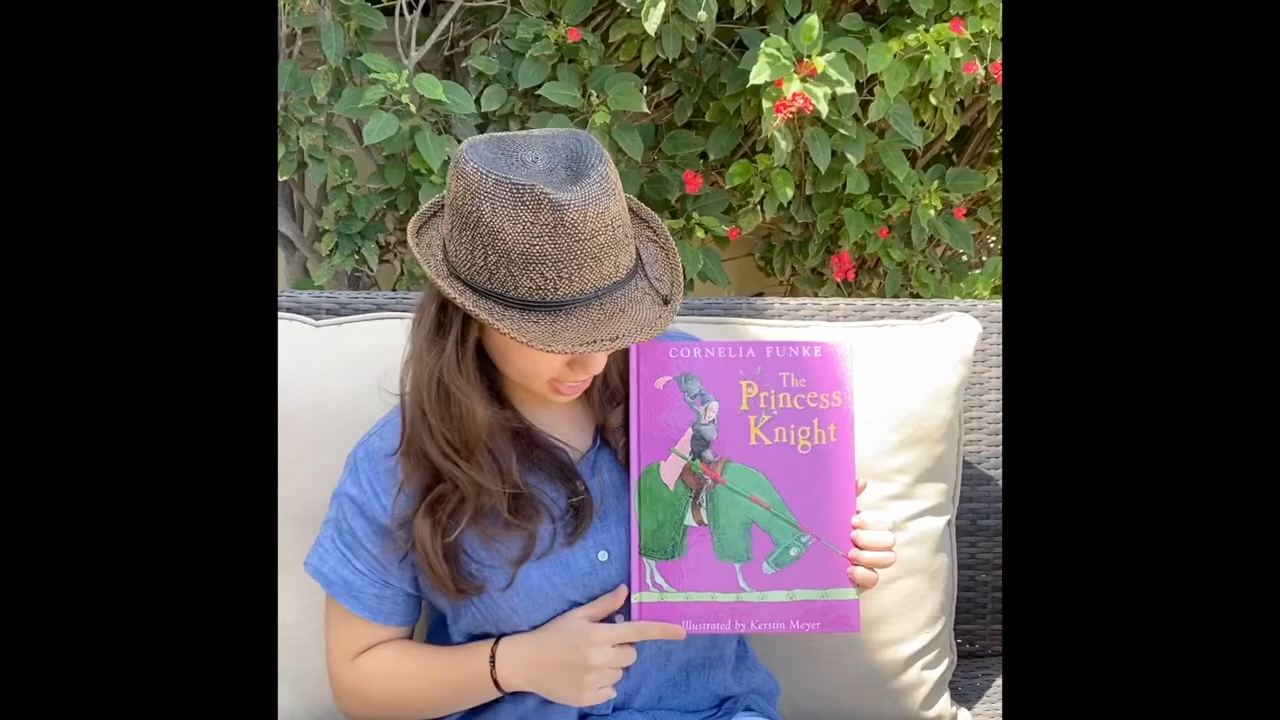 CORNELIA FUNKE
The
Princess
Knight
Illustrated by Kerstin Meyer